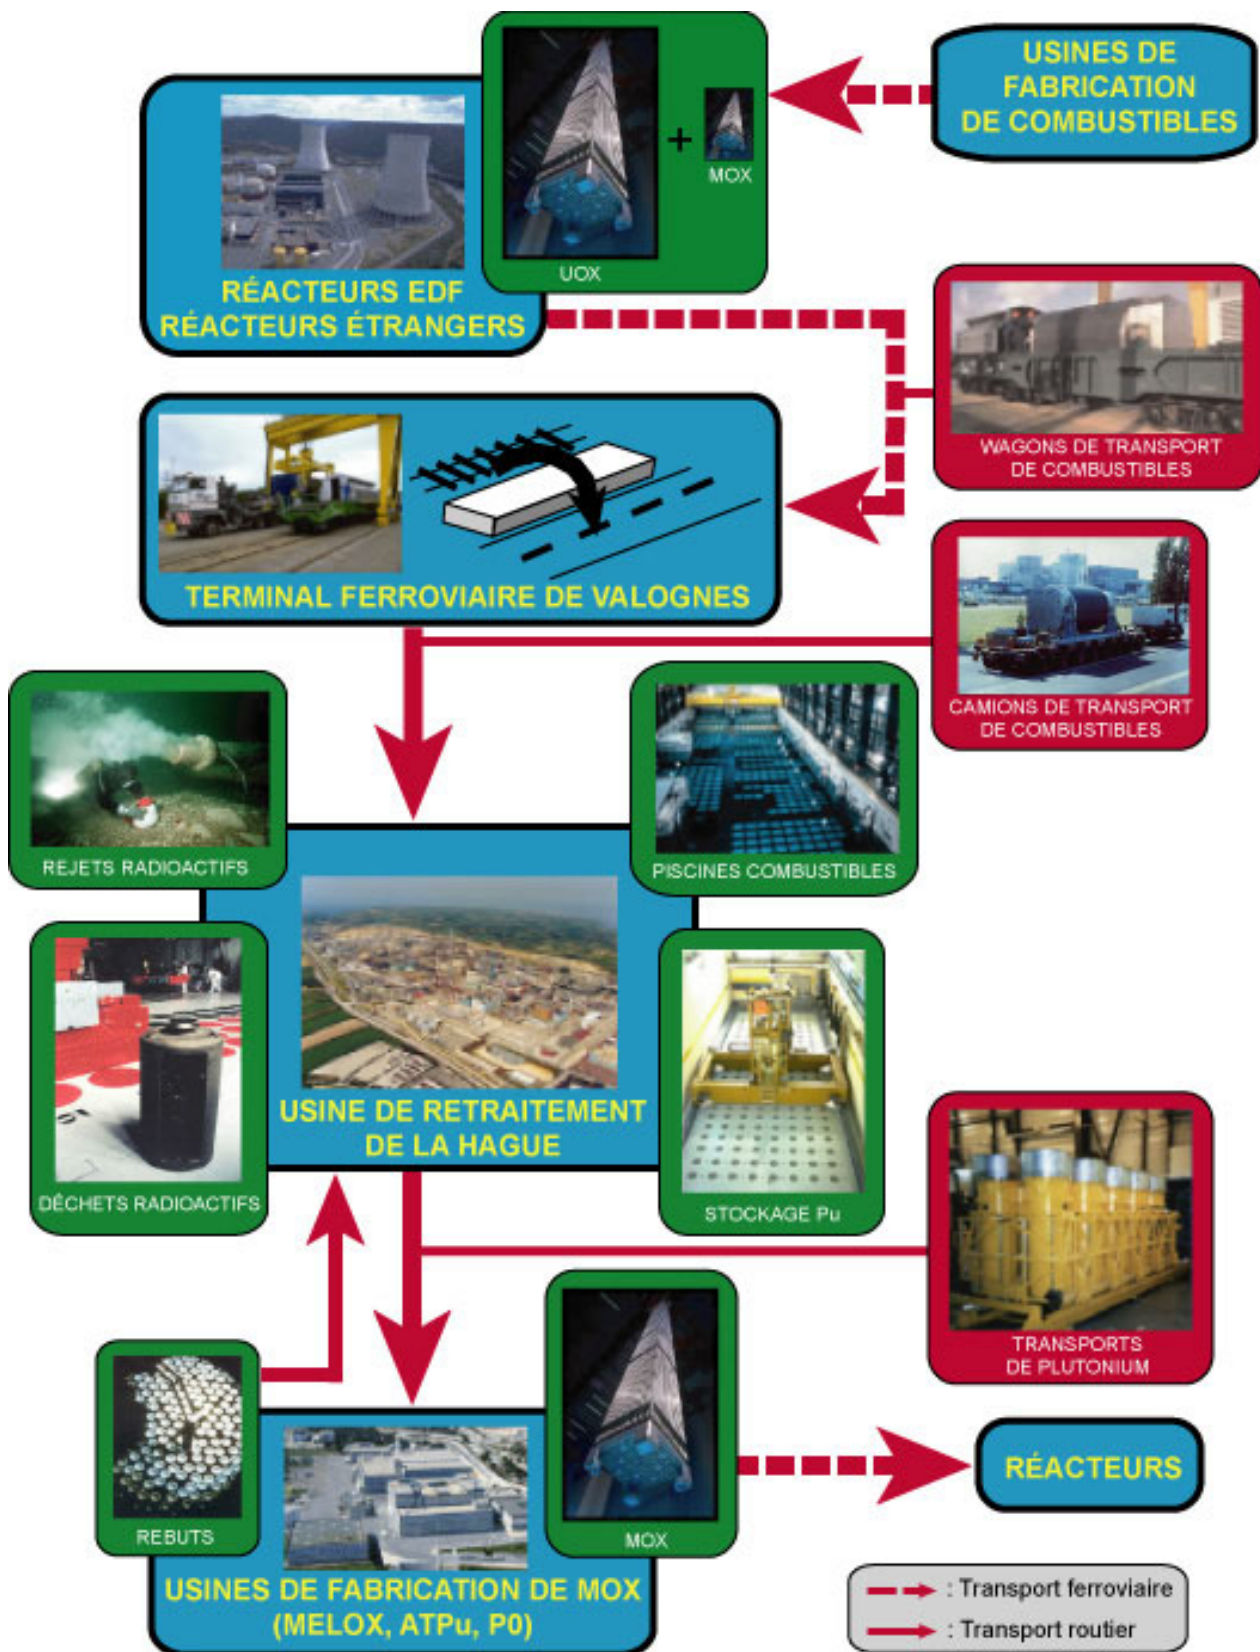 USINES DE
FABRICATION
DE COMBUSTIBLES
+
MOX
UOX
RÉACTEURS EDF
RÉACTEURS ÉTRANGERS
WAGONS DE TRANSPORT
DE COMBUSTIBLES
TERMINAL FERROVIAIRE DE VALOGNES
CAMIONS DE TRANSPORT
DE COMBUSTIBLES
REJETS RADIOACTIFS
PISCINES COMBUSTIBLES
USINE DE RETRAITEMENT
DE LA HAGUE
DÉCHETS RADIOACTIFS
STOCKAGE Pu
TRANSPORTS
DE PLUTONIUM
REBUTS
MOX
RÉACTEURS
USINES DE FABRICATION DE MOX
(MELOX, ATPu, P0)
: Transport ferroviaire
: Transport routier